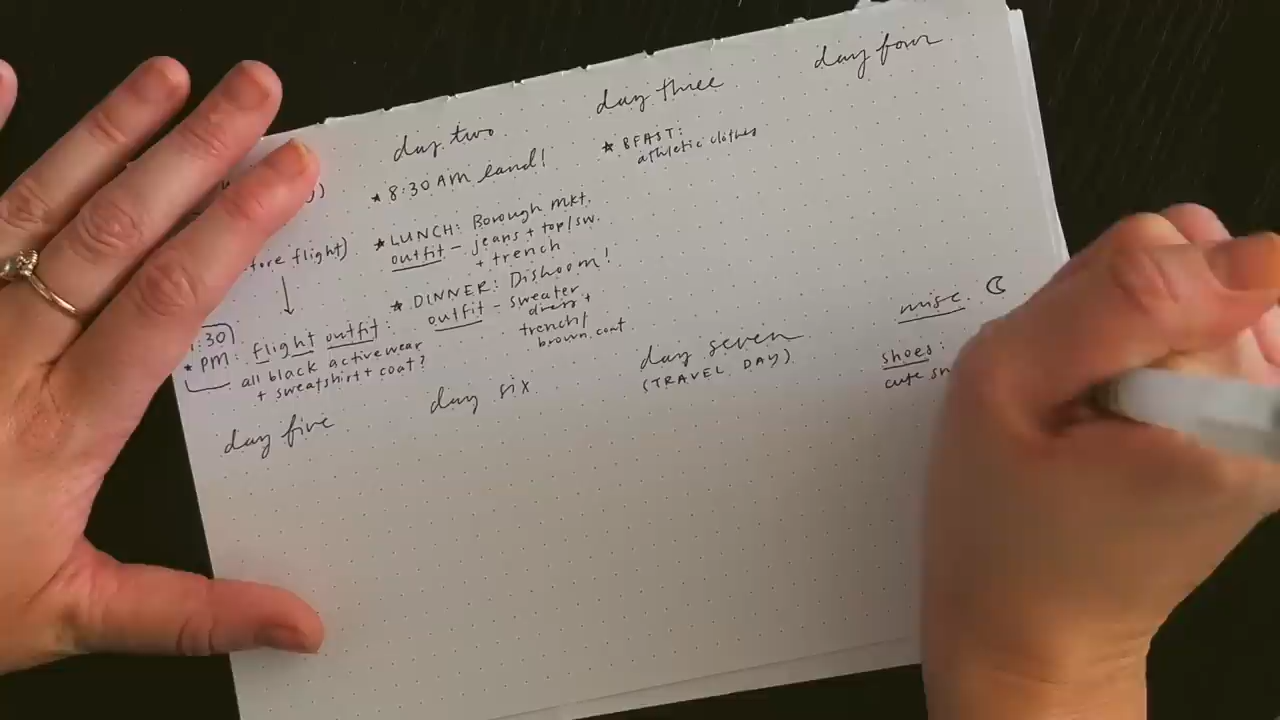 day two
* 8:30 AM land!
* LUNCH: Borough mkt.
outfit - jeans + top/sw.
+ trench
* DINNER: Dishoom!
outfit - sweater
dress +
trench/
brown coat
day three
* BFAST:
athletic clothes
day four
flight)
:30
* PM: flight outfit:
all black activewear
+ sweatshirt + coat?
day five
day six
day seven
(TRAVEL DAY)
misc.
shoes:
cute